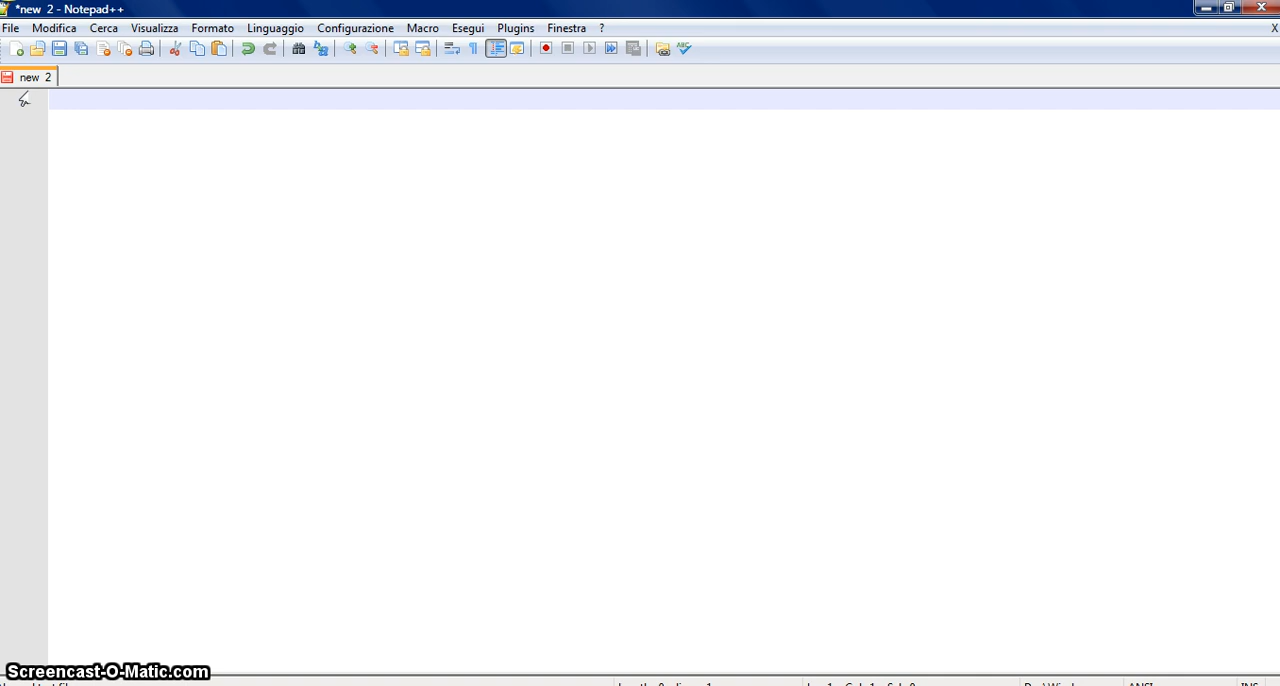 *new 2 - Notepad++
File Modifica Cerca Visualizza Formato Linguaggio Configurazione Macro Esegui Plugins Finestra ? X
new 2
Screencast-O-Matic.com